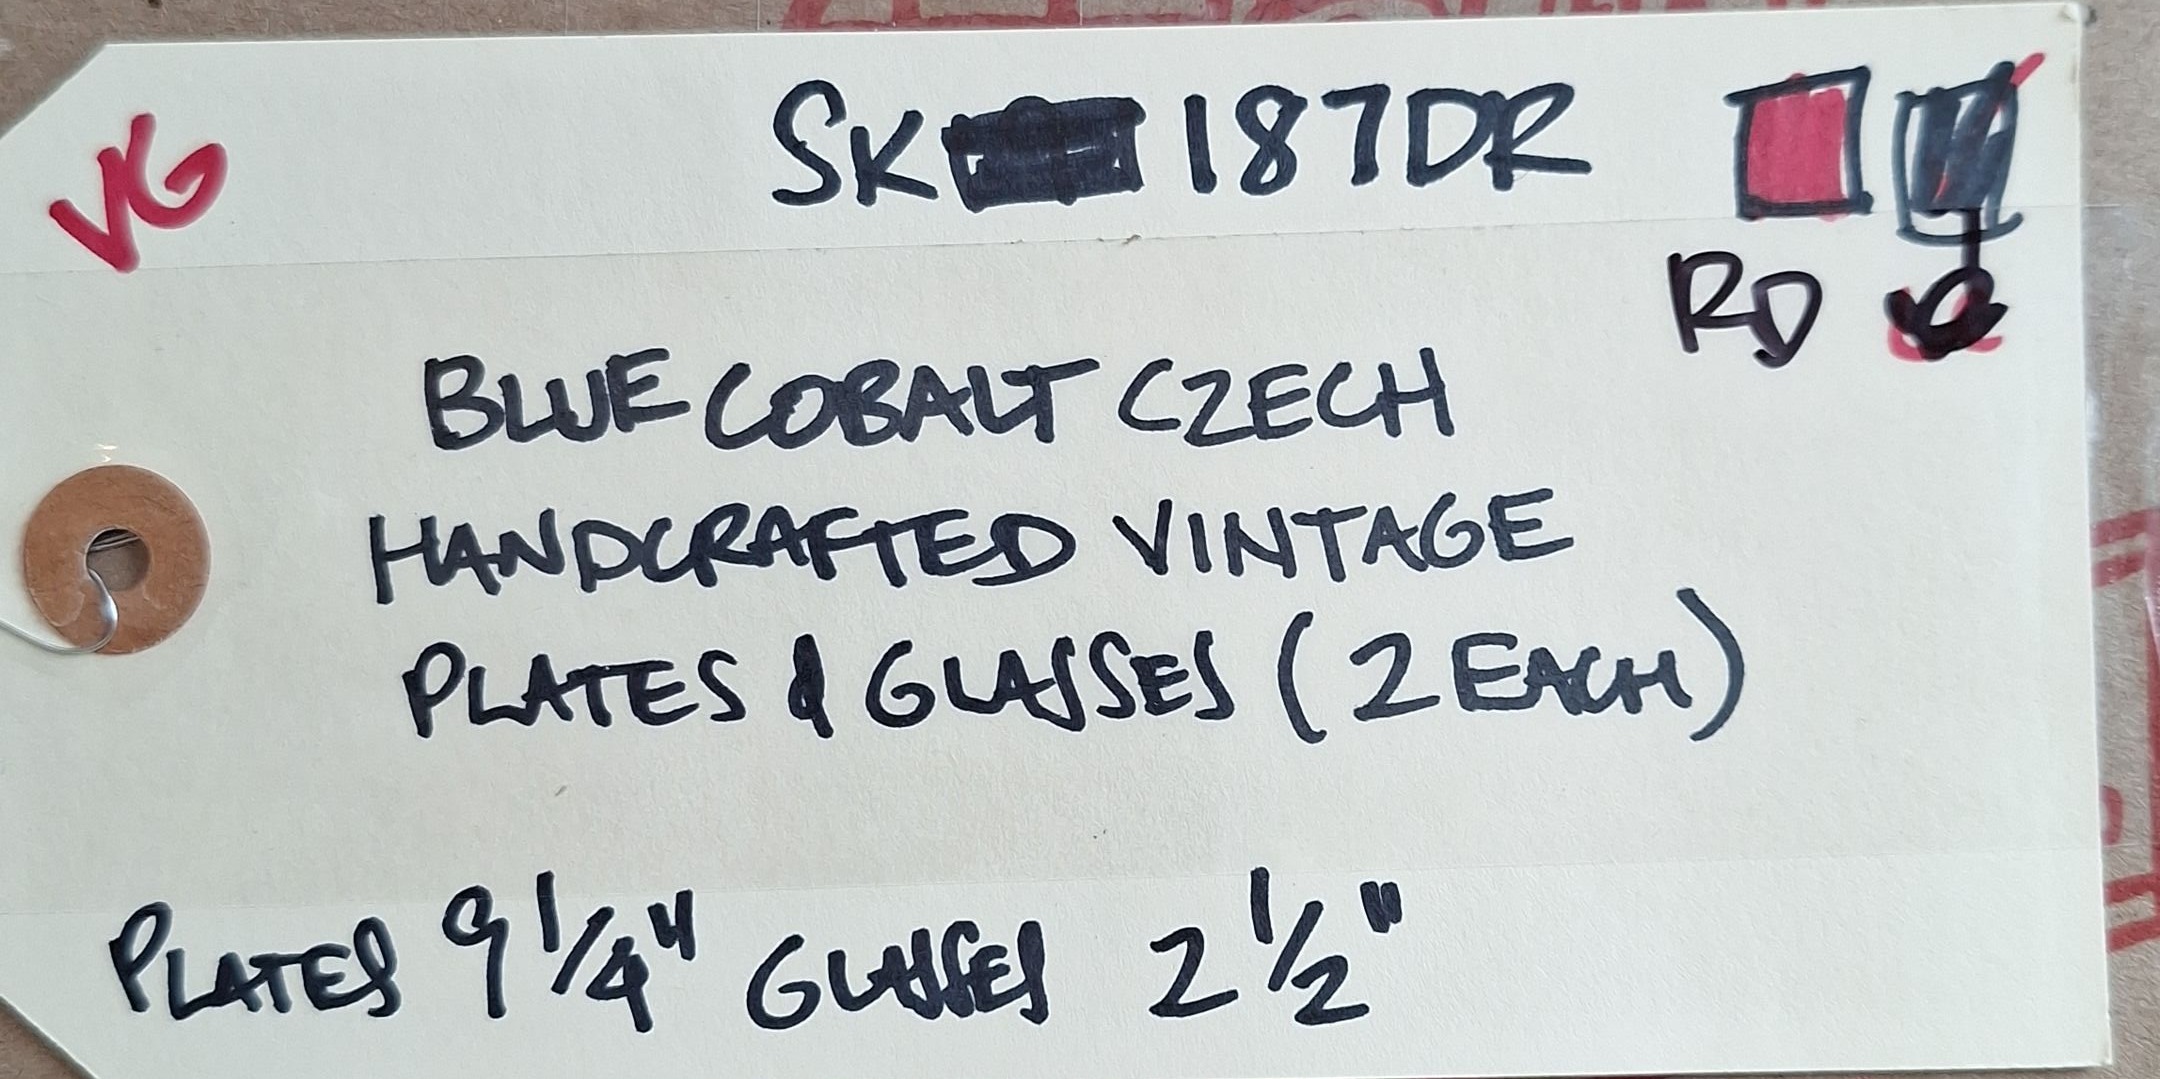 VG
SK 187DR
RD
BLUE COBALT CZECH
HANDCRAFTED VINTAGE
PLATES & GLASSES (2 EACH)
PLATES 9 1/4" GLASSES 2 1/2"